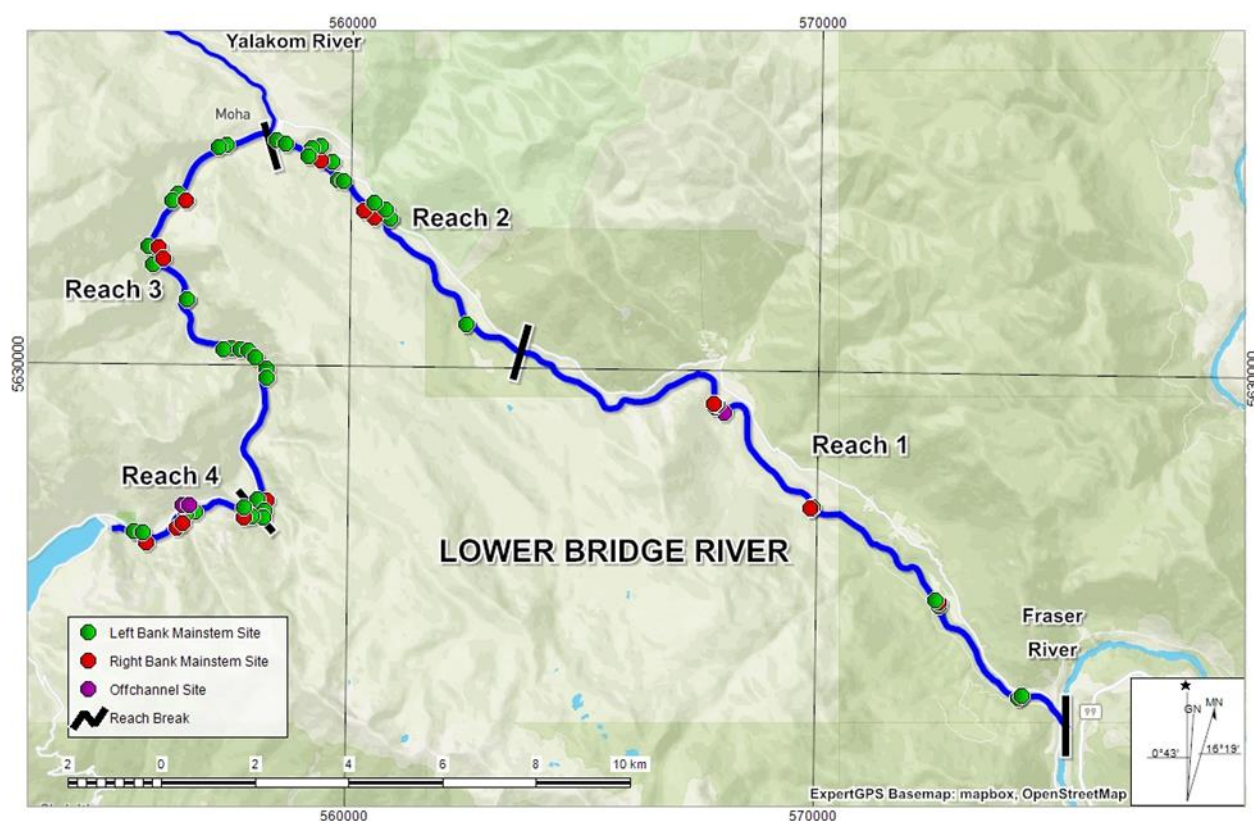 560000
570000
Yalakom River
Moha
Reach 2
Reach 3
5630000
5630000
Reach 1
Reach 4
LOWER BRIDGE RIVER
Fraser
River
Left Bank Mainstem Site
Right Bank Mainstem Site
Offchannel Site
Reach Break
99
GN
MN
0°43'
16°19'
2
0
2
4
6
8
10 km
ExpertGPS Basemap: mapbox, OpenStreetMap
560000
570000